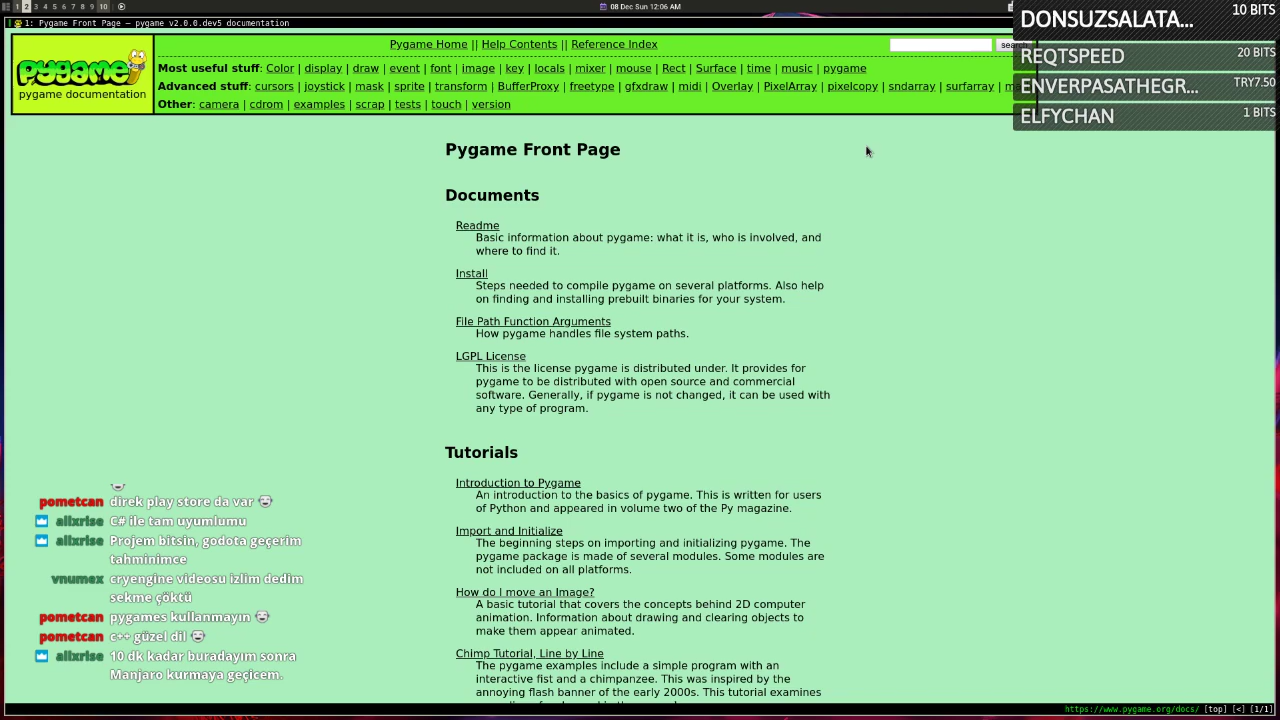 1 2 3 4 5 6 7 8 9 10
08 Dec Sun 12:06 AM
1: Pygame Front Page — pygame v2.0.0.dev5 documentation
DONSUZSALATA... 10 BITS
REQTSPEED 20 BITS
ENVERPASATHEGR... TRY7.50
ELFYCHAN 1 BITS
pygame
pygame documentation
Pygame Home || Help Contents || Reference Index
search
Most useful stuff: Color | display | draw | event | font | image | key | locals | mixer | mouse | Rect | Surface | time | music | pygame
Advanced stuff: cursors | joystick | mask | sprite | transform | BufferProxy | freetype | gfxdraw | midi | Overlay | PixelArray | pixelcopy | sndarray | surfarray |
Other: camera | cdrom | examples | scrap | tests | touch | version
Pygame Front Page
Documents
Readme
Basic information about pygame: what it is, who is involved, and
where to find it.
Install
Steps needed to compile pygame on several platforms. Also help
on finding and installing prebuilt binaries for your system.
File Path Function Arguments
How pygame handles file system paths.
LGPL License
This is the license pygame is distributed under. It provides for
pygame to be distributed with open source and commercial
software. Generally, if pygame is not changed, it can be used with
any type of program.
Tutorials
Introduction to Pygame
An introduction to the basics of pygame. This is written for users
of Python and appeared in volume two of the Py magazine.
Import and Initialize
The beginning steps on importing and initializing pygame. The
pygame package is made of several modules. Some modules are
not included on all platforms.
How do I move an Image?
A basic tutorial that covers the concepts behind 2D computer
animation. Information about drawing and clearing objects to
make them appear animated.
Chimp Tutorial, Line by Line
The pygame examples include a simple program with an
interactive fist and a chimpanzee. This was inspired by the
annoying flash banner of the early 2000s. This tutorial examines
pometcan direk play store da var
alixrise C# ile tam uyumlumu
alixrise Projem bitsin, godota geçerim
tahminimce
vnumex cryengine videosu izlim dedim
sekme çöktü
pometcan pygames kullanmayın
pometcan c++ güzel dil
alixrise 10 dk kadar buradayım sonra
Manjaro kurmaya geçicem.
https://www.pygame.org/docs/ [top] [<] [1/1]